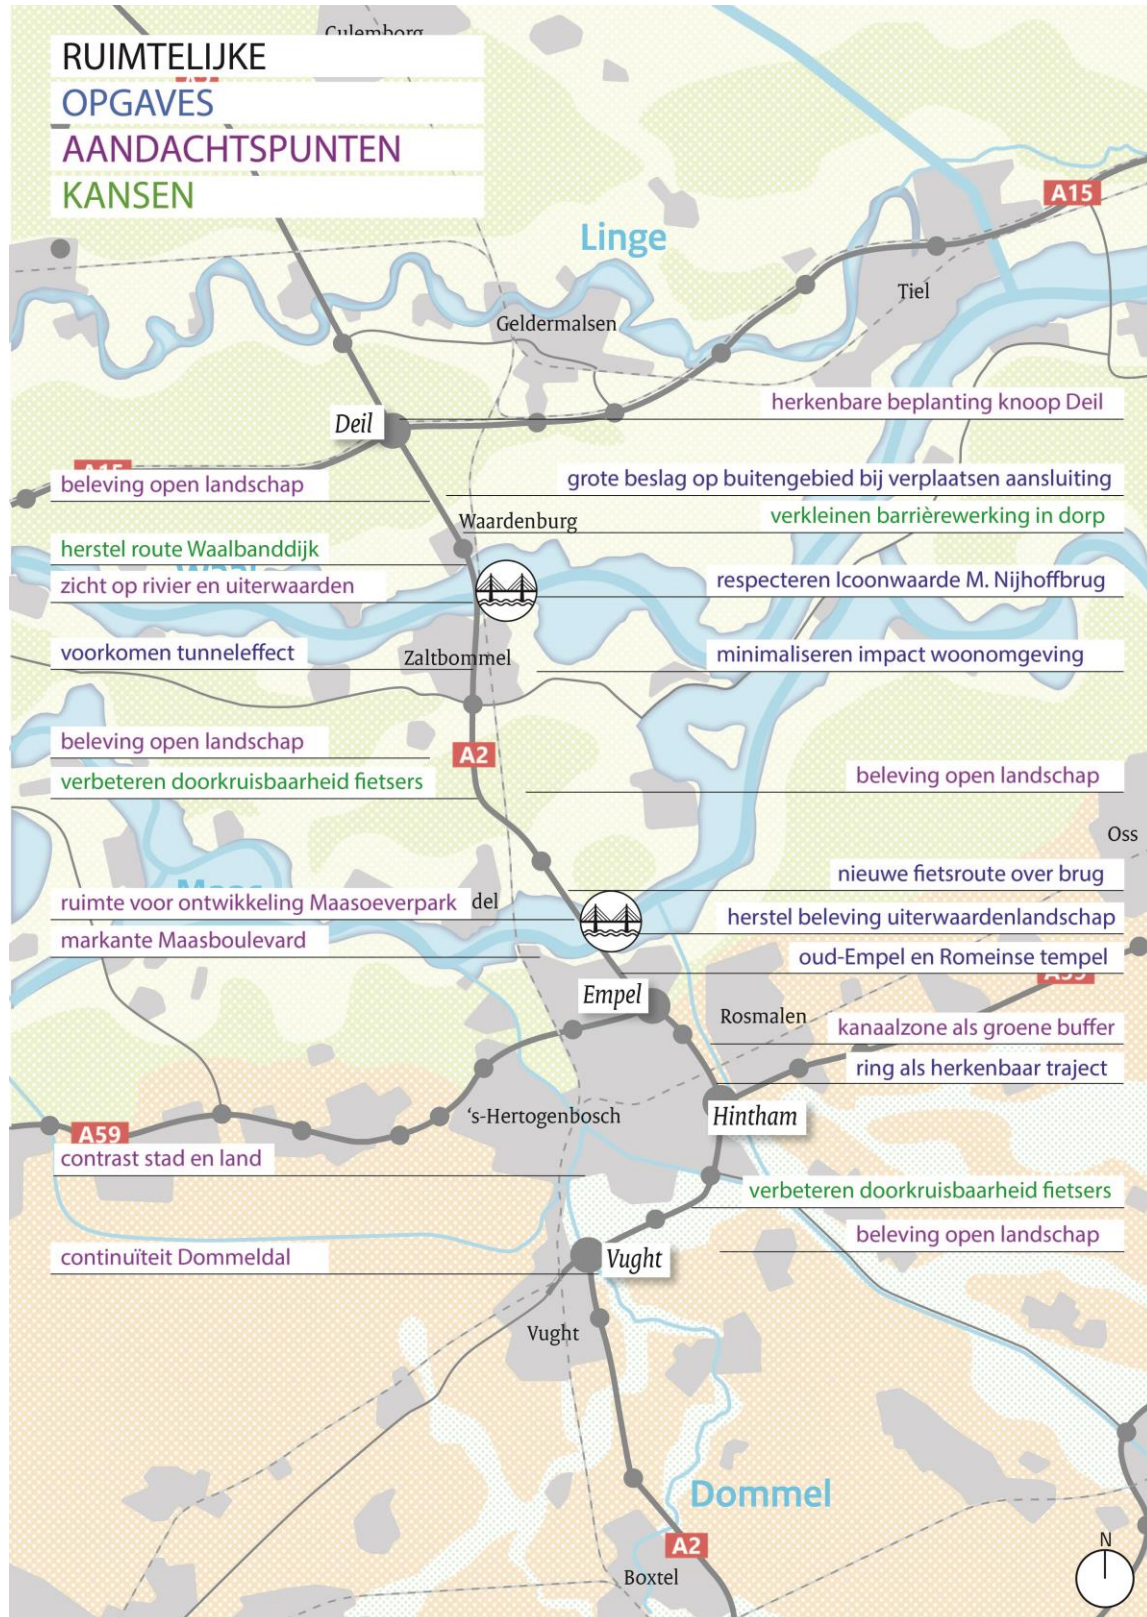 Culemborg
RUIMTELIJKE
OPGAVES
AANDACHTSPUNTEN
KANSEN
A15
Linge
Tiel
Geldermalsen
herkenbare beplanting knoop Deil
Deil
A15
beleving open landschap
grote beslag op buitengebied bij verplaatsen aansluiting
Waardenburg
verkleinen barrièrewerking in dorp
herstel route Waalbanddijk
zicht op rivier en uiterwaarden
respecteren Icoonwaarde M. Nijhoffbrug
voorkomen tunneleffect
Zaltbommel
minimaliseren impact woonomgeving
beleving open landschap
A2
verbeteren doorkruisbaarheid fietsers
beleving open landschap
Oss
nieuwe fietsroute over brug
Maas
ruimte voor ontwikkeling Maasoeverpark
del
herstel beleving uiterwaardenlandschap
markante Maasboulevard
oud-Empel en Romeinse tempel
Empel
Rosmalen
kanaalzone als groene buffer
ring als herkenbaar traject
's-Hertogenbosch
Hintham
A59
contrast stad en land
verbeteren doorkruisbaarheid fietsers
beleving open landschap
continuïteit Dommeldal
Vught
Vught
Dommel
A2
Boxtel
N